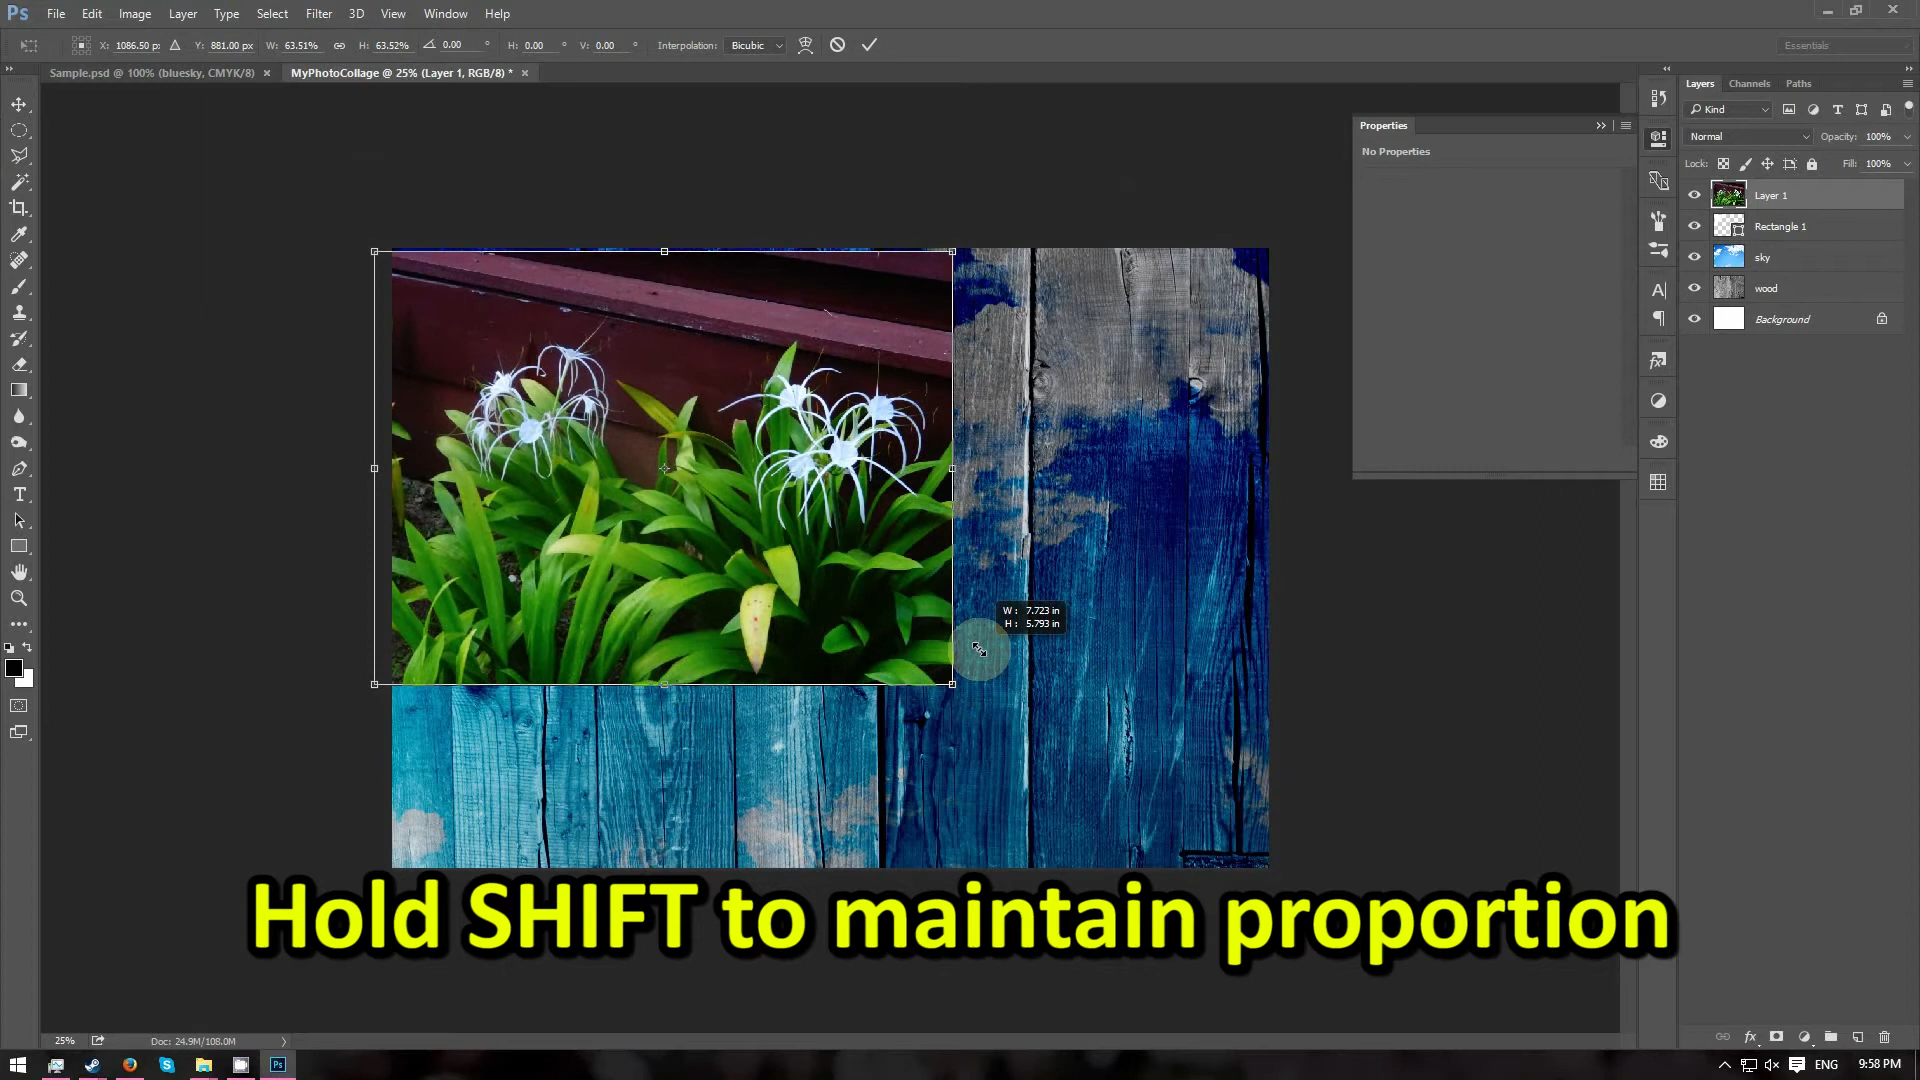 Ps File Edit Image Layer Type Select Filter 3D View Window Help
X: 1086.50 px Y: 881.00 px W: 63.51% H: 63.52% 0.00 ° H: 0.00 ° V: 0.00 ° Interpolation: Bicubic Essentials
Sample.psd @ 100% (bluesky, CMYK/8) × MyPhotoCollage @ 25% (Layer 1, RGB/8) * ×
Layers Channels Paths
Kind
Properties
Normal Opacity: 100%
No Properties
Lock: Fill: 100%
Layer 1
Rectangle 1
sky
wood
Background
W : 7.723 in
H : 5.793 in
Hold SHIFT to maintain proportion
25% Doc: 24.9M/108.0M
ENG 9:58 PM